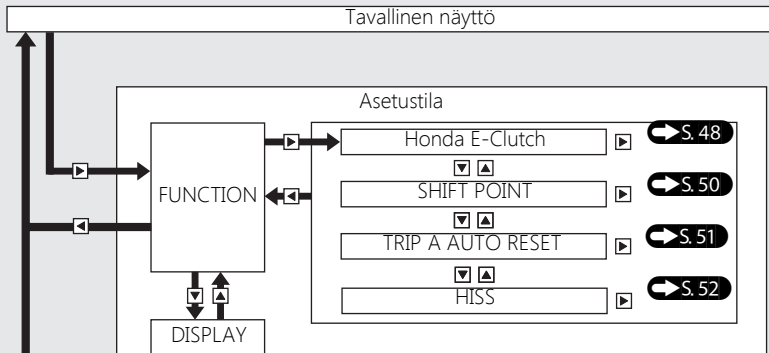 Tavallinen näyttö
Asetustila
Honda E-Clutch
S. 48
FUNCTION
SHIFT POINT
S. 50
TRIP A AUTO RESET
S. 51
HISS
S. 52
DISPLAY